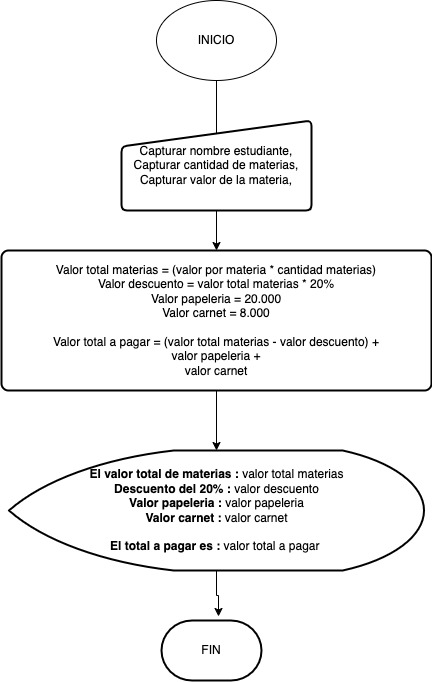 INICIO
Capturar nombre estudiante,
Capturar cantidad de materias,
Capturar valor de la materia,
Valor total materias = (valor por materia * cantidad materias)
Valor descuento = valor total materias * 20%
Valor papeleria = 20.000
Valor carnet = 8.000
Valor total a pagar = (valor total materias - valor descuento) +
valor papeleria +
valor carnet
El valor total de materias : valor total materias
Descuento del 20% : valor descuento
Valor papeleria : valor papeleria
Valor carnet : valor carnet
El total a pagar es : valor total a pagar
FIN